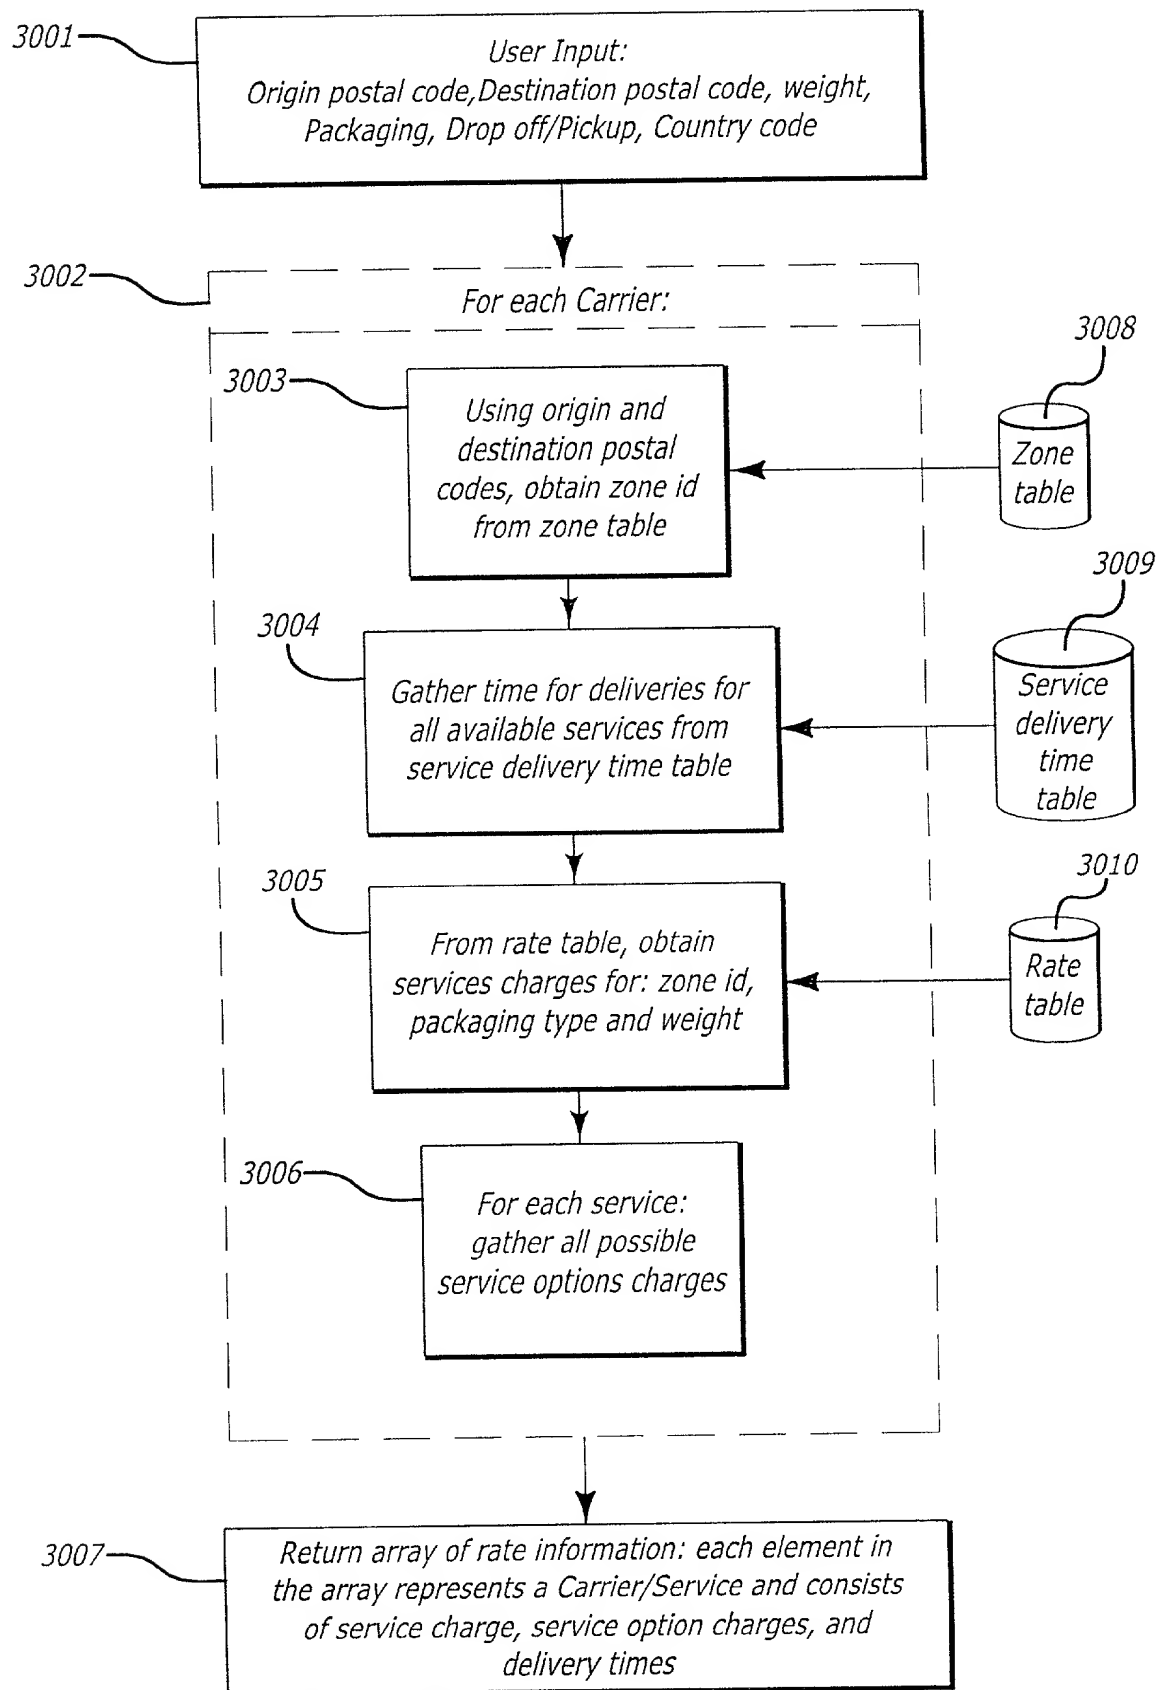 3001
User Input:
Origin postal code,Destination postal code, weight,
Packaging, Drop off/Pickup, Country code
3002
For each Carrier:
3003
Using origin and
destination postal
codes, obtain zone id
from zone table
3008
Zone
table
3004
Gather time for deliveries for
all available services from
service delivery time table
3009
Service
delivery
time
table
3005
From rate table, obtain
services charges for: zone id,
packaging type and weight
3010
Rate
table
3006
For each service:
gather all possible
service options charges
3007
Return array of rate information: each element in
the array represents a Carrier/Service and consists
of service charge, service option charges, and
delivery times